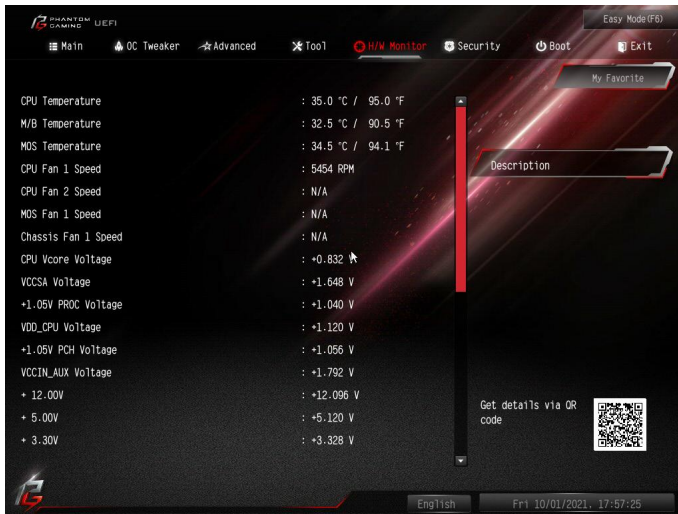 PHANTOM GAMING UEFI
Easy Mode(F6)
Main OC Tweaker Advanced Tool H/W Monitor Security Boot Exit
My Favorite
CPU Temperature : 35.0 °C / 95.0 °F
M/B Temperature : 32.5 °C / 90.5 °F
MOS Temperature : 34.5 °C / 94.1 °F
Description
CPU Fan 1 Speed : 5454 RPM
CPU Fan 2 Speed : N/A
MOS Fan 1 Speed : N/A
Chassis Fan 1 Speed : N/A
CPU Vcore Voltage : +0.832 V
VCCSA Voltage : +1.648 V
+1.05V PROC Voltage : +1.040 V
VDD_CPU Voltage : +1.120 V
+1.05V PCH Voltage : +1.056 V
VCCIN_AUX Voltage : +1.792 V
+ 12.00V : +12.096 V
+ 5.00V : +5.120 V
+ 3.30V : +3.328 V
Get details via QR
code
English
Fri 10/01/2021, 17:57:25